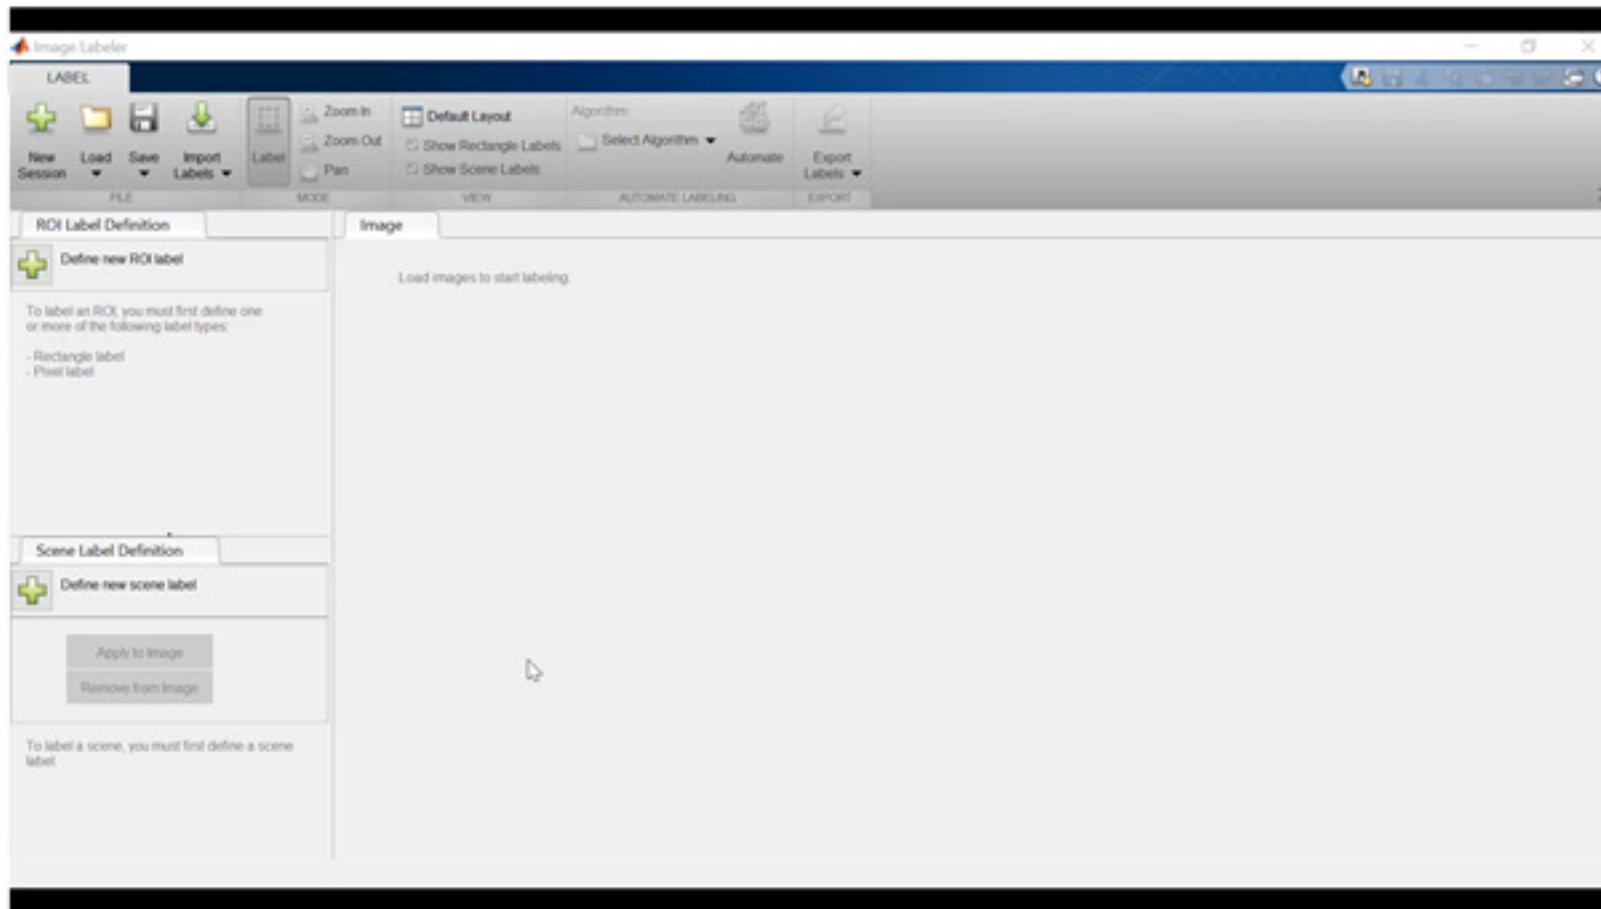 Image Labeler
LABEL
New Session
Load
Save
Import Labels
Label
Zoom In
Zoom Out
Pan
Default Layout
Show Rectangle Labels
Show Scene Labels
Algorithm:
Select Algorithm
Automate
Export Labels
FILE
MODE
VIEW
AUTOMATE LABELING
EXPORT
ROI Label Definition
Define new ROI label
To label an ROI, you must first define one
or more of the following label types:
- Rectangle label
- Pixel label
Scene Label Definition
Define new scene label
Apply to Image
Remove from Image
To label a scene, you must first define a scene
label.
Image
Load images to start labeling.